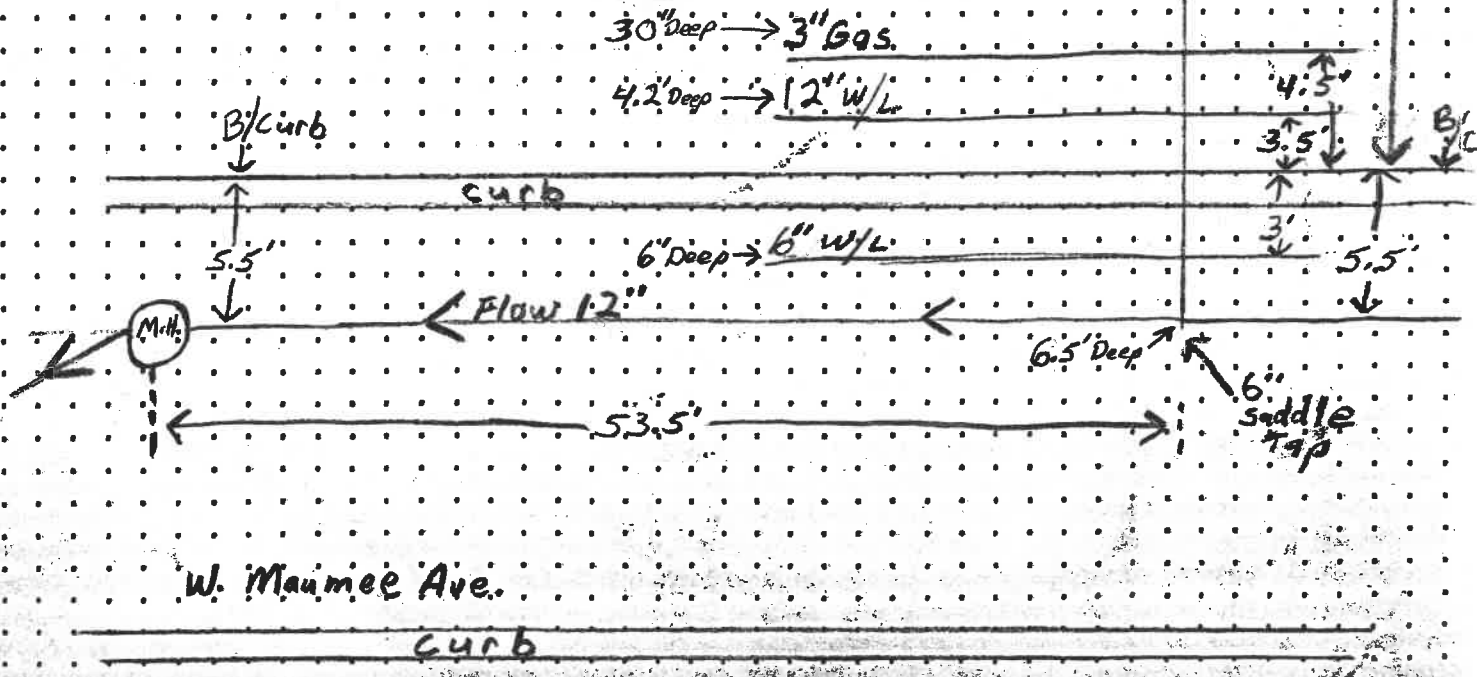 30" Deep → 3" Gas.
4.2' Deep → 12" W/L
4.5'
3.5'
B/Curb
B/C
curb
3'
6" Deep → 6" W/L
5.5'
5.5'
Flow 12"
M.H.
6.5' Deep
6" Saddle Tap
53.5'
W. Maumee Ave.
curb